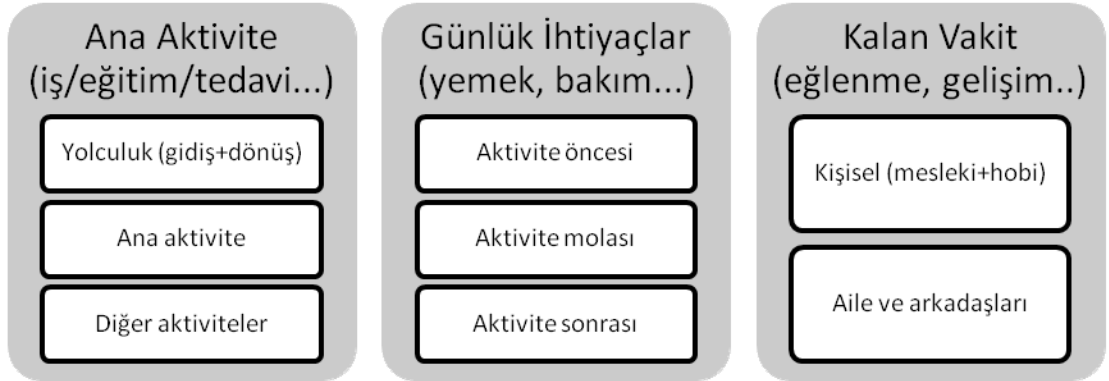 Ana Aktivite
(iş/eğitim/tedavi...)
Yolculuk (gidiş+dönüş)
Ana aktivite
Diğer aktiviteler
Günlük İhtiyaçlar
(yemek, bakım...)
Aktivite öncesi
Aktivite molası
Aktivite sonrası
Kalan Vakit
(eğlenme, gelişim..)
Kişisel (mesleki+hobi)
Aile ve arkadaşları